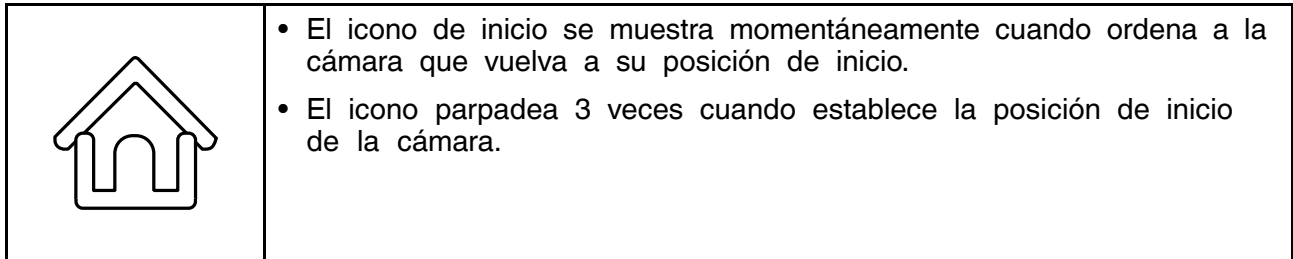 • El icono de inicio se muestra momentáneamente cuando ordena a la
cámara que vuelva a su posición de inicio.
• El icono parpadea 3 veces cuando establece la posición de inicio
de la cámara.